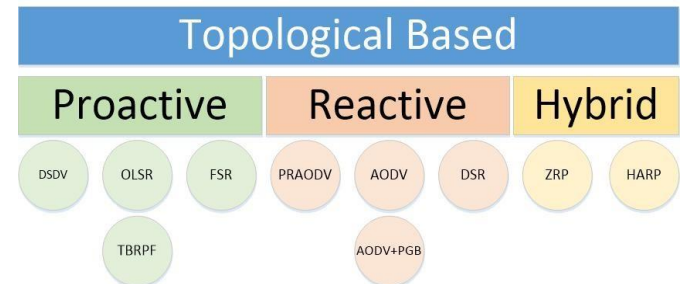 Topological Based
Proactive Reactive Hybrid
DSDV OLSR FSR PRAODV AODV DSR ZRP HARP
TBRPF AODV+PGB